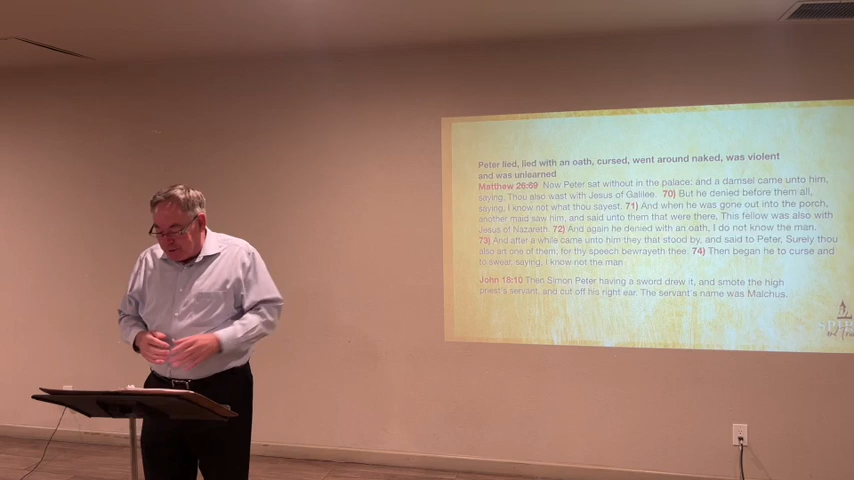 Peter lied, lied with an oath, cursed, went around naked, was violent
and was unlearned
Matthew 26:69 Now Peter sat without in the palace: and a damsel came unto him,
saying, Thou also wast with Jesus of Galilee. 70) But he denied before them all,
saying, I know not what thou sayest. 71) And when he was gone out into the porch,
another maid saw him, and said unto them that were there, This fellow was also with
Jesus of Nazareth. 72) And again he denied with an oath, I do not know the man.
73) And after a while came unto him they that stood by, and said to Peter, Surely thou
also art one of them; for thy speech bewrayeth thee. 74) Then began he to curse and
to swear, saying, I know not the man
John 18:10 Then Simon Peter having a sword drew it, and smote the high
priest's servant, and cut off his right ear. The servant's name was Malchus.